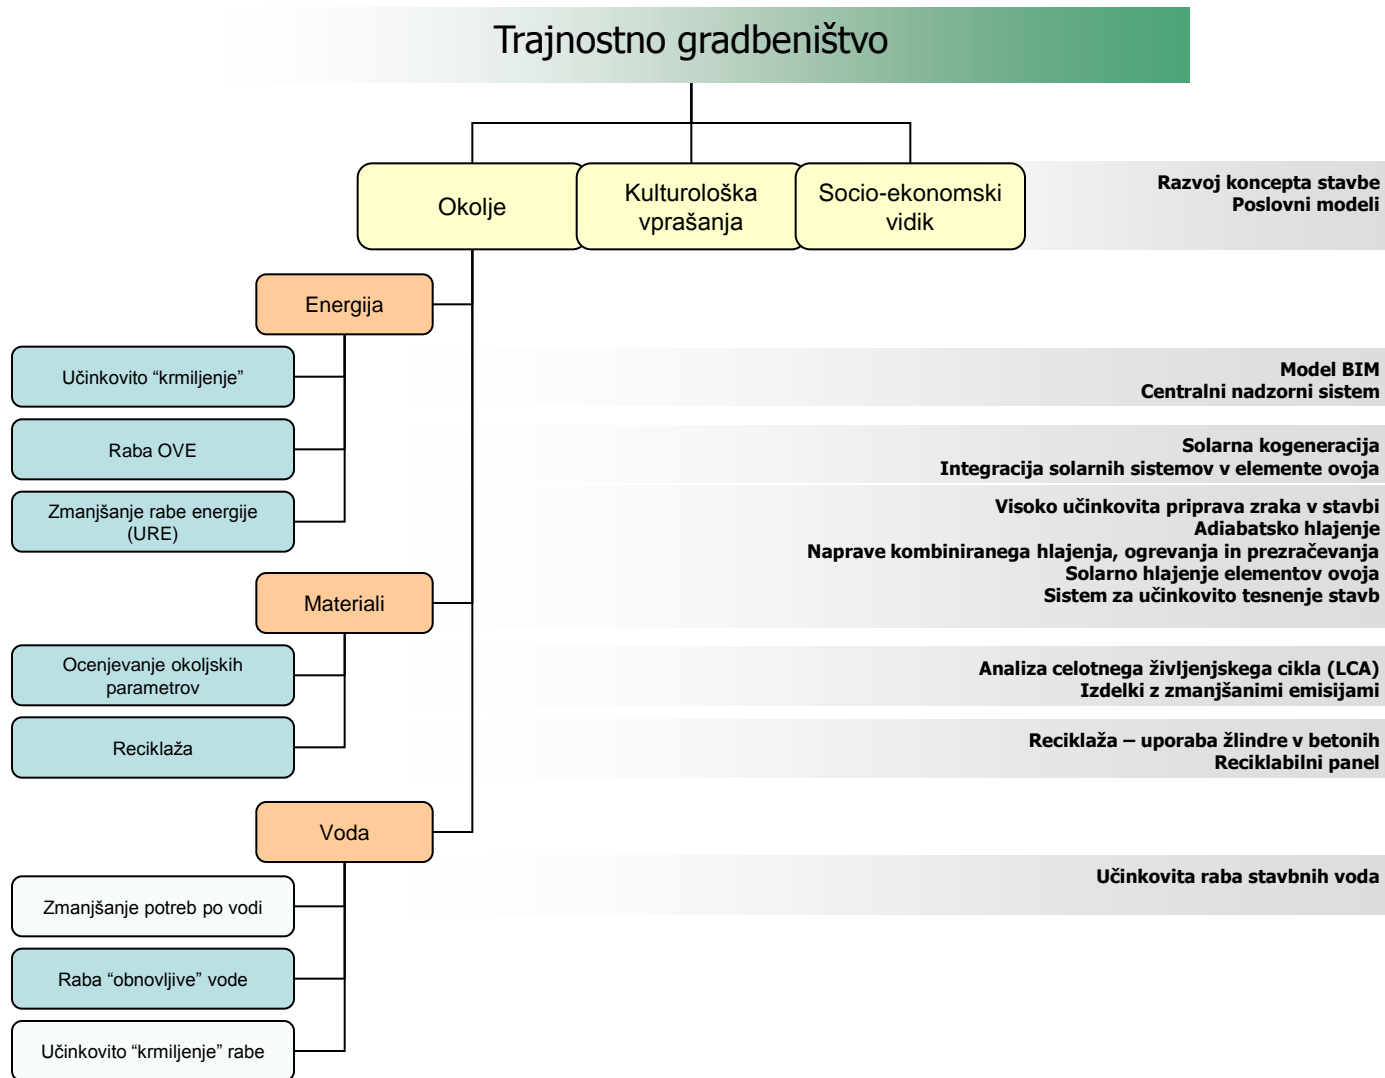 Trajnostno gradbeništvo
Okolje
Kulturološka
vprašanja
Socio-ekonomski
vidik
Razvoj koncepta stavbe
Poslovni modeli
Energija
Učinkovito “krmiljenje”
Model BIM
Centralni nadzorni sistem
Raba OVE
Solarna kogeneracija
Integracija solarnih sistemov v elemente ovoja
Zmanjšanje rabe energije
(URE)
Visoko učinkovita priprava zraka v stavbi
Adiabatsko hlajenje
Naprave kombiniranega hlajenja, ogrevanja in prezračevanja
Solarno hlajenje elementov ovoja
Sistem za učinkovito tesnenje stavb
Materiali
Ocenjevanje okoljskih
parametrov
Analiza celotnega življenjskega cikla (LCA)
Izdelki z zmanjšanimi emisijami
Reciklaža
Reciklaža – uporaba žlindre v betonih
Reciklabilni panel
Voda
Učinkovita raba stavbnih voda
Zmanjšanje potreb po vodi
Raba “obnovljive” vode
Učinkovito “krmiljenje” rabe